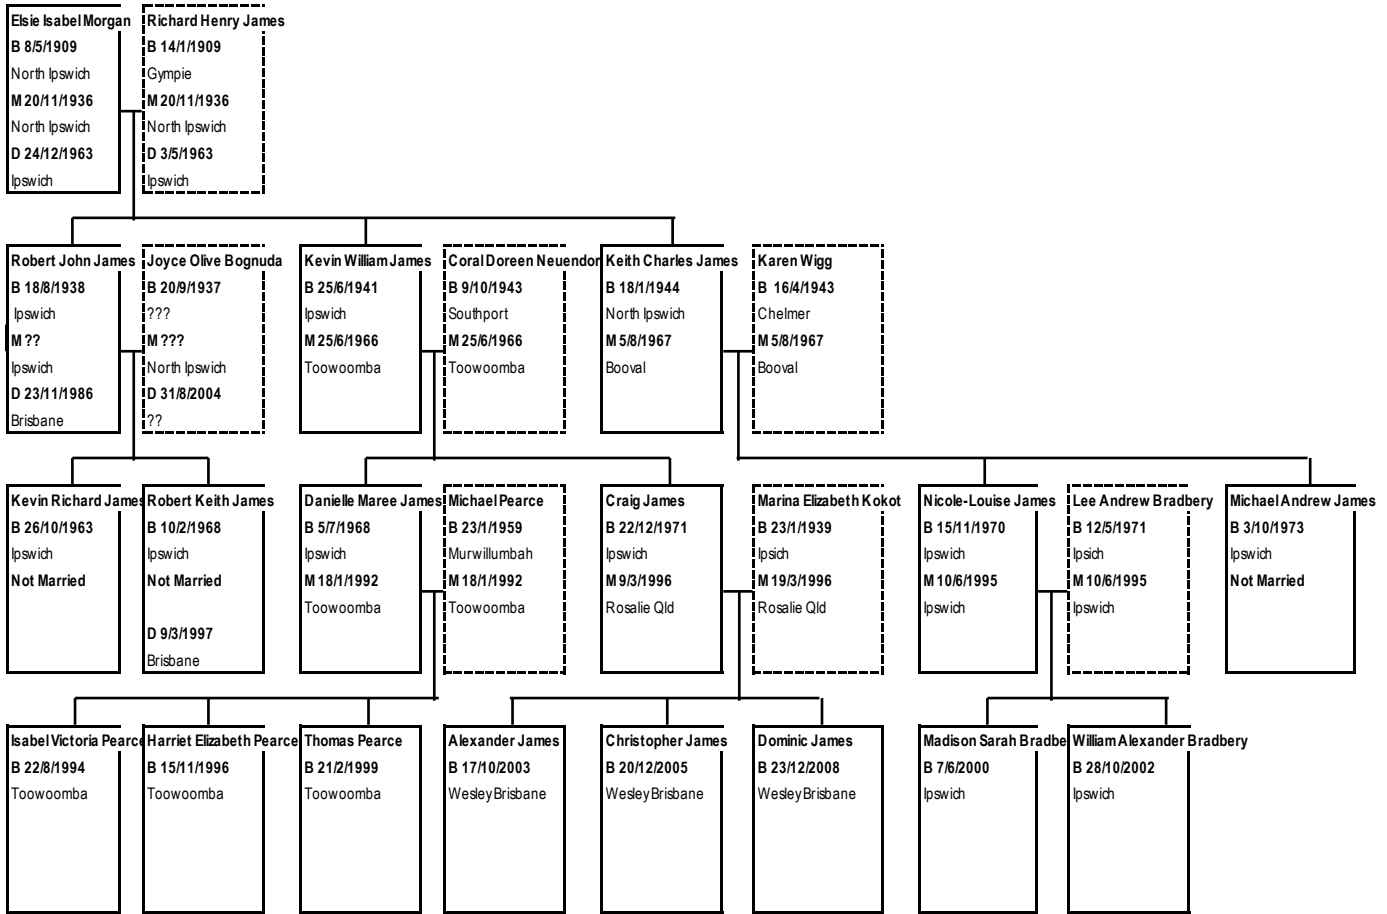 Elsie Isabel Morgan
B 8/5/1909
North Ipswich
M 20/11/1936
North Ipswich
D 24/12/1963
Ipswich
Richard Henry James
B 14/1/1909
Gympie
M 20/11/1936
North Ipswich
D 3/5/1963
Ipswich
Robert John James
B 18/8/1938
Ipswich
M ??
Ipswich
D 23/11/1986
Brisbane
Joyce Olive Bognuda
B 20/9/1937
???
M ???
North Ipswich
D 31/8/2004
??
Kevin William James
B 25/6/1941
Ipswich
M 25/6/1966
Toowoomba
Coral Doreen Neuendor
B 9/10/1943
Southport
M 25/6/1966
Toowoomba
Keith Charles James
B 18/1/1944
North Ipswich
M 5/8/1967
Booval
Karen Wigg
B 16/4/1943
Chelmer
M 5/8/1967
Booval
Kevin Richard James
B 26/10/1963
Ipswich
Not Married
Robert Keith James
B 10/2/1968
Ipswich
Not Married
D 9/3/1997
Brisbane
Danielle Maree James
B 5/7/1968
Ipswich
M 18/1/1992
Toowoomba
Michael Pearce
B 23/1/1959
Murwillumbah
M 18/1/1992
Toowoomba
Craig James
B 22/12/1971
Ipswich
M 9/3/1996
Rosalie Qld
Marina Elizabeth Kokot
B 23/1/1939
Ipsich
M 19/3/1996
Rosalie Qld
Nicole-Louise James
B 15/11/1970
Ipswich
M 10/6/1995
Ipswich
Lee Andrew Bradbery
B 12/5/1971
Ipsich
M 10/6/1995
Ipswich
Michael Andrew James
B 3/10/1973
Ipswich
Not Married
Isabel Victoria Pearce
B 22/8/1994
Toowoomba
Harriet Elizabeth Pearce
B 15/11/1996
Toowoomba
Thomas Pearce
B 21/2/1999
Toowoomba
Alexander James
B 17/10/2003
Wesley Brisbane
Christopher James
B 20/12/2005
Wesley Brisbane
Dominic James
B 23/12/2008
Wesley Brisbane
Madison Sarah Bradbe
B 7/6/2000
Ipswich
William Alexander Bradbery
B 28/10/2002
Ipswich